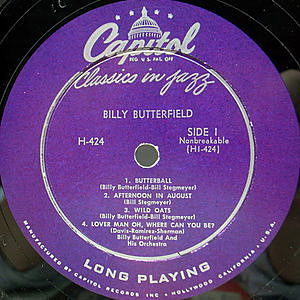 Capitol
REG. U.S. PAT. OFF.
Classics in Jazz
BILLY BUTTERFIELD
H-424
SIDE 1
Nonbreakable
(H1-424)
1. BUTTERBALL
(Billy Butterfield-Bill Stegmeyer)
2. AFTERNOON IN AUGUST
(Bill Stegmeyer)
3. WILD OATS
(Billy Butterfield-Bill Stegmeyer)
4. LOVER MAN OH, WHERE CAN YOU BE?
(Davis-Ramirez-Sherman)
Billy Butterfield And
His Orchestra
LONG PLAYING
MANUFACTURED BY CAPITOL RECORDS INC • HOLLYWOOD CALIFORNIA • U.S.A.